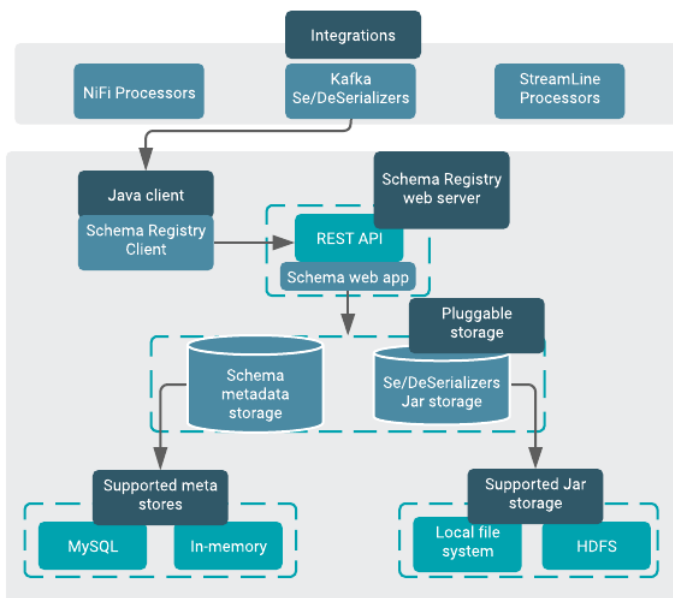 Integrations
NiFi Processors
Kafka
Se/DeSerializers
StreamLine
Processors
Java client
Schema Registry
Client
Schema Registry
web server
REST API
Schema web app
Pluggable
storage
Schema
metadata
storage
Se/DeSerializers
Jar storage
Supported meta
stores
MySQL
In-memory
Supported Jar
storage
Local file
system
HDFS